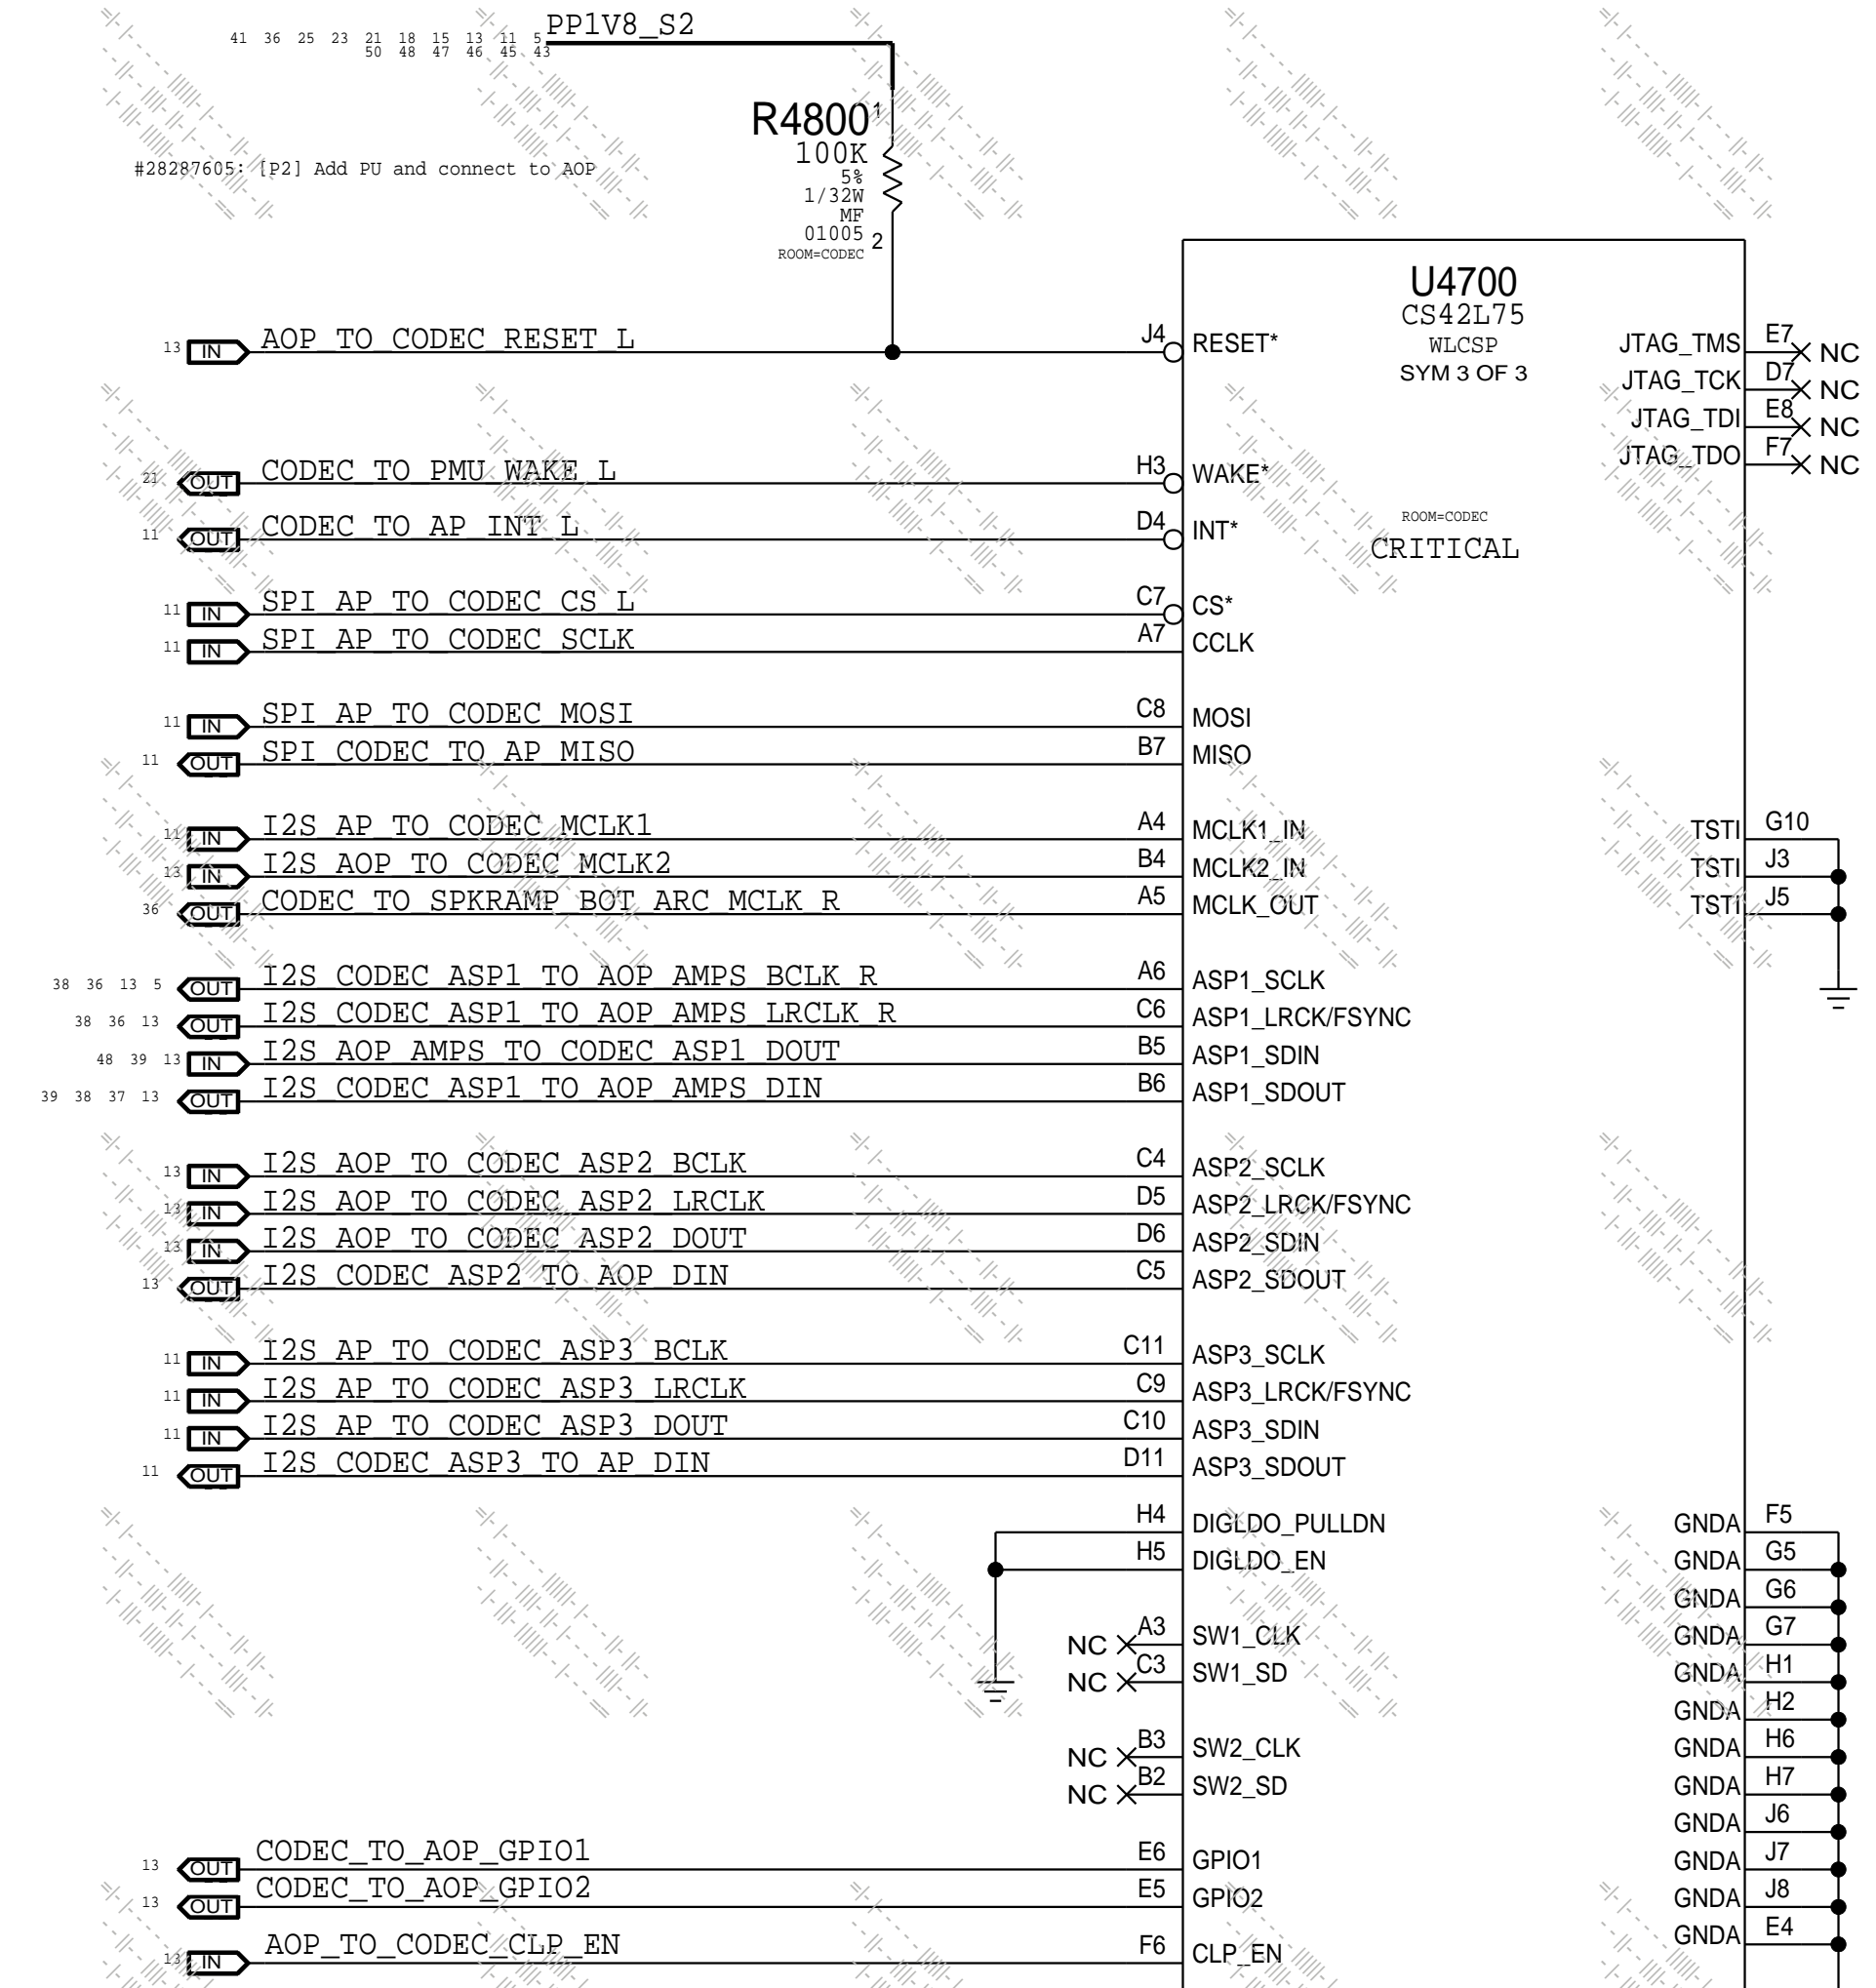 PP1V8_S2
41 36 25 23 21 18 15 13 11 5
50 48 47 46 45 43
R4800 1
100K
5%
1/32W
MF
01005 2
ROOM=CODEC
#28287605: [P2] Add PU and connect to AOP
U4700
CS42L75
WLCSP
SYM 3 OF 3
13 IN AOP_TO_CODEC_RESET_L J4 RESET*
JTAG_TMS E7 NC
JTAG_TCK D7 NC
JTAG_TDI E8 NC
JTAG_TDO F7 NC
21 OUT CODEC_TO_PMU_WAKE_L H3 WAKE*
11 OUT CODEC_TO_AP_INT_L D4 INT*
ROOM=CODEC
CRITICAL
11 IN SPI_AP_TO_CODEC_CS_L C7 CS*
11 IN SPI_AP_TO_CODEC_SCLK A7 CCLK
11 IN SPI_AP_TO_CODEC_MOSI C8 MOSI
11 OUT SPI_CODEC_TO_AP_MISO B7 MISO
11 IN I2S_AP_TO_CODEC_MCLK1 A4 MCLK1_IN TSTI G10
13 IN I2S_AOP_TO_CODEC_MCLK2 B4 MCLK2_IN TSTI J3
36 OUT CODEC_TO_SPKRAMP_BOT_ARC_MCLK_R A5 MCLK_OUT TSTI J5
38 36 13 5 OUT I2S_CODEC_ASP1_TO_AOP_AMPS_BCLK_R A6 ASP1_SCLK
38 36 13 OUT I2S_CODEC_ASP1_TO_AOP_AMPS_LRCLK_R C6 ASP1_LRCK/FSYNC
48 39 13 IN I2S_AOP_AMPS_TO_CODEC_ASP1_DOUT B5 ASP1_SDIN
39 38 37 13 OUT I2S_CODEC_ASP1_TO_AOP_AMPS_DIN B6 ASP1_SDOUT
13 IN I2S_AOP_TO_CODEC_ASP2_BCLK C4 ASP2_SCLK
13 IN I2S_AOP_TO_CODEC_ASP2_LRCLK D5 ASP2_LRCK/FSYNC
13 IN I2S_AOP_TO_CODEC_ASP2_DOUT D6 ASP2_SDIN
13 OUT I2S_CODEC_ASP2_TO_AOP_DIN C5 ASP2_SDOUT
11 IN I2S_AP_TO_CODEC_ASP3_BCLK C11 ASP3_SCLK
11 IN I2S_AP_TO_CODEC_ASP3_LRCLK C9 ASP3_LRCK/FSYNC
11 IN I2S_AP_TO_CODEC_ASP3_DOUT C10 ASP3_SDIN
11 OUT I2S_CODEC_ASP3_TO_AP_DIN D11 ASP3_SDOUT
H4 DIGLDO_PULLDN GNDA F5
H5 DIGLDO_EN GNDA G5
GNDA G6
NC A3 SW1_CLK GNDA G7
NC C3 SW1_SD GNDA H1
GNDA H2
NC B3 SW2_CLK GNDA H6
NC B2 SW2_SD GNDA H7
GNDA J6
13 OUT CODEC_TO_AOP_GPIO1 E6 GPIO1 GNDA J7
13 OUT CODEC_TO_AOP_GPIO2 E5 GPIO2 GNDA J8
GNDA E4
13 IN AOP_TO_CODEC_CLP_EN F6 CLP_EN